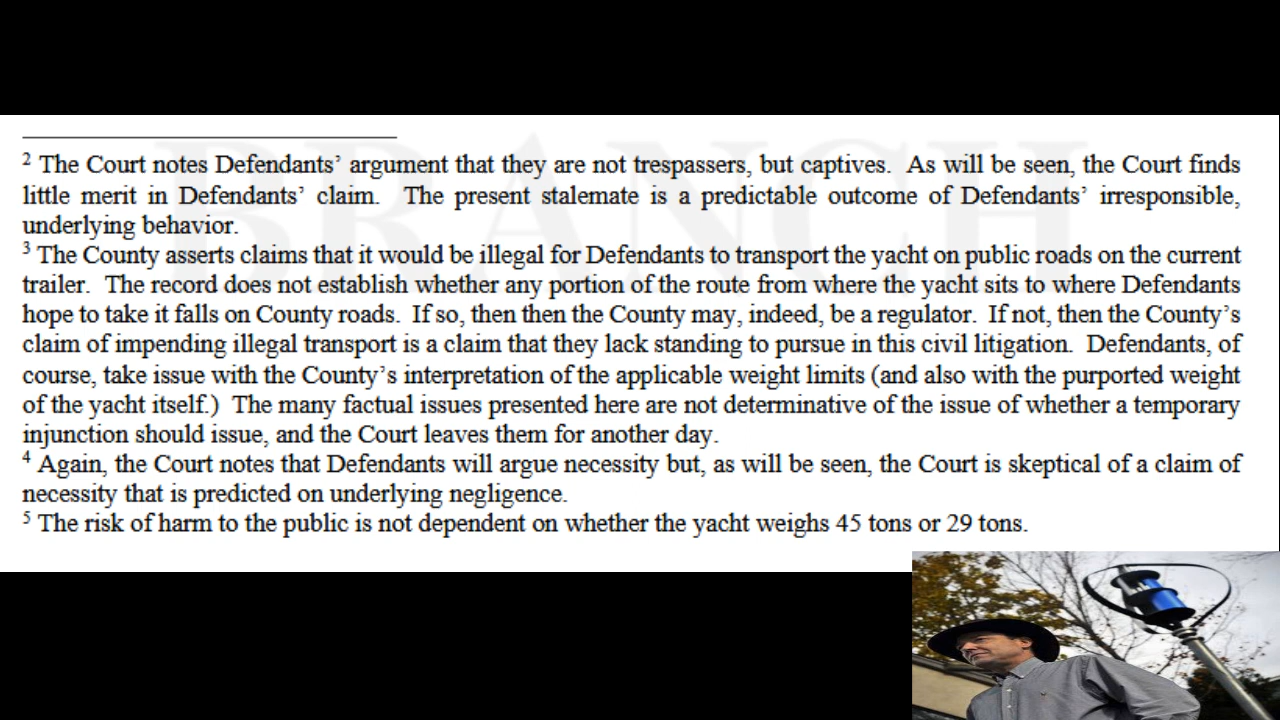 BRANCH
2 The Court notes Defendants’ argument that they are not trespassers, but captives.  As will be seen, the Court finds
little merit in Defendants’ claim.  The present stalemate is a predictable outcome of Defendants’ irresponsible,
underlying behavior.
3 The County asserts claims that it would be illegal for Defendants to transport the yacht on public roads on the current
trailer.  The record does not establish whether any portion of the route from where the yacht sits to where Defendants
hope to take it falls on County roads.  If so, then then the County may, indeed, be a regulator.  If not, then the County’s
claim of impending illegal transport is a claim that they lack standing to pursue in this civil litigation.  Defendants, of
course, take issue with the County’s interpretation of the applicable weight limits (and also with the purported weight
of the yacht itself.)  The many factual issues presented here are not determinative of the issue of whether a temporary
injunction should issue, and the Court leaves them for another day.
4 Again, the Court notes that Defendants will argue necessity but, as will be seen, the Court is skeptical of a claim of
necessity that is predicted on underlying negligence.
5 The risk of harm to the public is not dependent on whether the yacht weighs 45 tons or 29 tons.